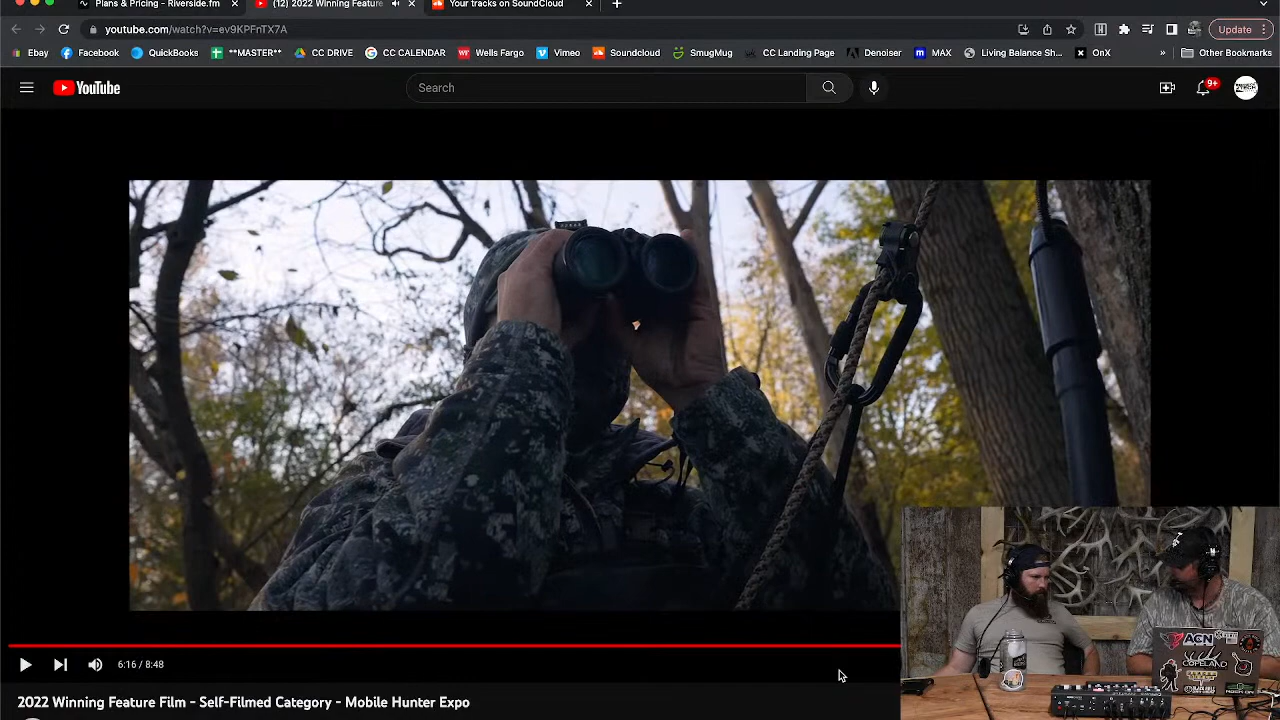 Plans & Pricing - Riverside.fm
(12) 2022 Winning Feature
Your tracks on SoundCloud
youtube.com/watch?v=ev9KPFnTX7A
Update
Ebay
Facebook
QuickBooks
**MASTER**
CC DRIVE
CC CALENDAR
Wells Fargo
Vimeo
Soundcloud
SmugMug
CC Landing Page
Denoiser
MAX
Living Balance Sh...
OnX
Other Bookmarks
YouTube
Search
9+
6:16 / 8:48
ACN
COPELAND
2022 Winning Feature Film - Self-Filmed Category - Mobile Hunters Expo